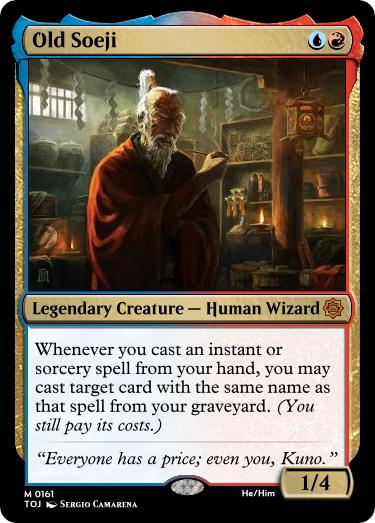 Old Soeji
Legendary Creature — Human Wizard
Whenever you cast an instant or
sorcery spell from your hand, you may
cast target card with the same name as
that spell from your graveyard. (You
still pay its costs.)
“Everyone has a price; even you, Kuno.”
1/4
M 0161
He/Him
TOJ Sergio Camarena